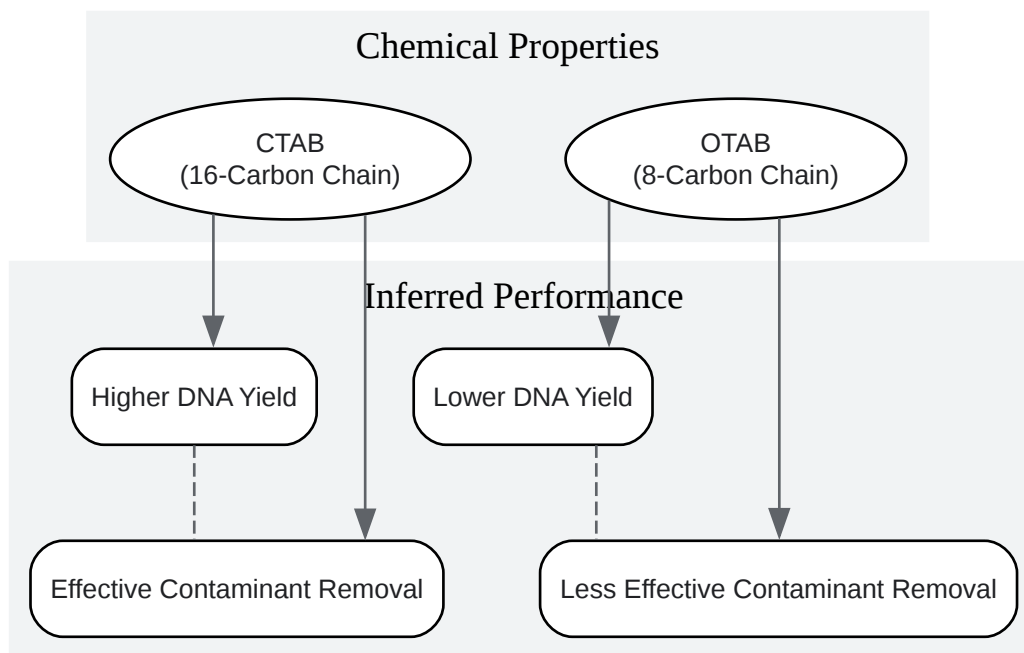 Chemical Properties
CTAB
(16-Carbon Chain)
OTAB
(8-Carbon Chain)
Inferred Performance
Higher DNA Yield
Lower DNA Yield
Effective Contaminant Removal
Less Effective Contaminant Removal